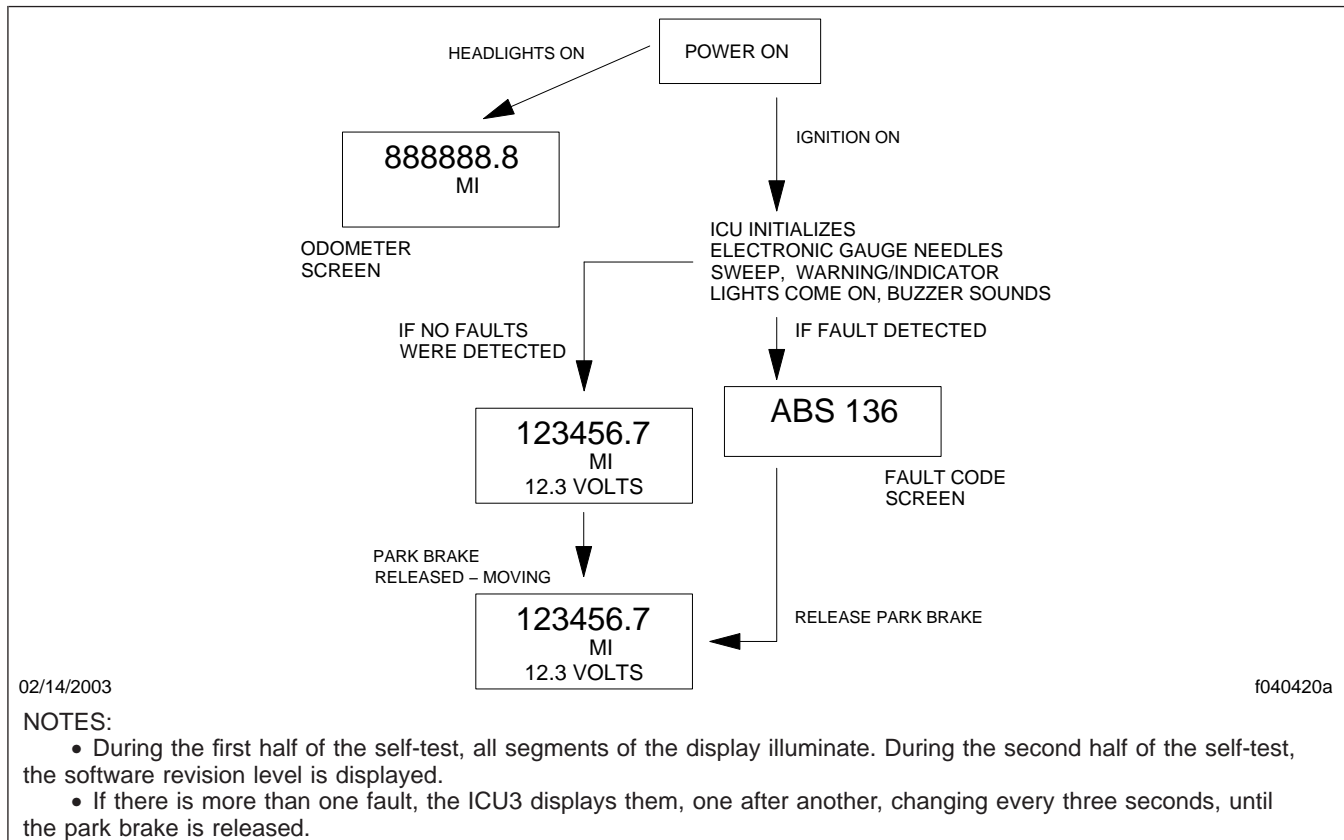 POWER ON
HEADLIGHTS ON
IGNITION ON
888888.8
MI
ODOMETER
SCREEN
ICU INITIALIZES
ELECTRONIC GAUGE NEEDLES
SWEEP, WARNING/INDICATOR
LIGHTS COME ON, BUZZER SOUNDS
IF NO FAULTS
WERE DETECTED
IF FAULT DETECTED
123456.7
MI
12.3 VOLTS
ABS 136
FAULT CODE
SCREEN
PARK BRAKE
RELEASED – MOVING
123456.7
MI
12.3 VOLTS
RELEASE PARK BRAKE
02/14/2003
f040420a
NOTES:
• During the first half of the self-test, all segments of the display illuminate. During the second half of the self-test,
the software revision level is displayed.
• If there is more than one fault, the ICU3 displays them, one after another, changing every three seconds, until
the park brake is released.